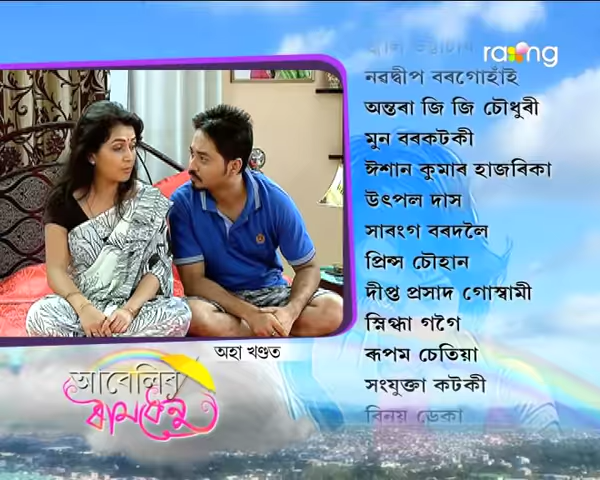 rang
নৱদ্বীপ বৰগোহাঁই
অন্তৰা জি জি চৌধুৰী
মুন বৰকটকী
ঈশান কুমাৰ হাজৰিকা
উৎপল দাস
সাৰংগ বৰদলৈ
প্ৰিন্স চৌহান
দীপ্ত প্ৰসাদ গোস্বামী
স্নিগ্ধা গগৈ
ৰূপম চেতিয়া
সংযুক্তা কটকী
বিনয় ডেকা
অহা খণ্ডত
আবেলিৰ
ৰামধেনু